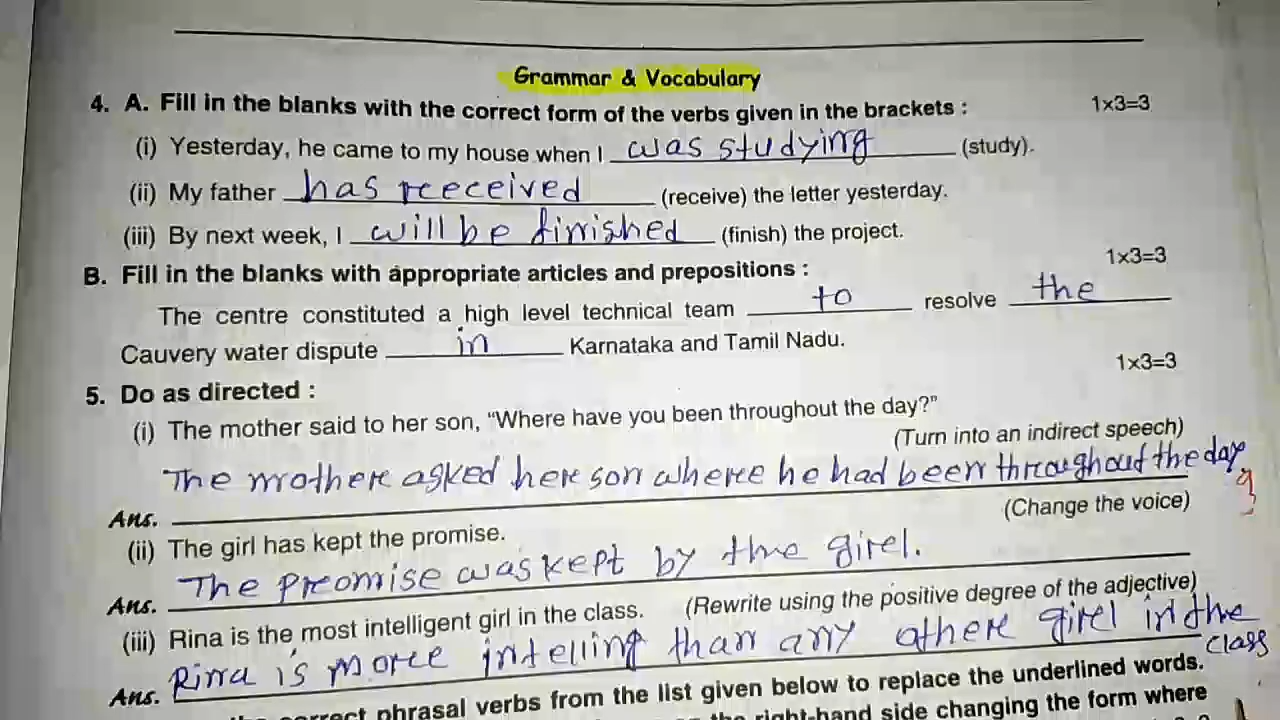 Grammar & Vocabulary
4. A. Fill in the blanks with the correct form of the verbs given in the brackets : 1x3=3
(i) Yesterday, he came to my house when I was studying (study).
(ii) My father has received (receive) the letter yesterday.
(iii) By next week, I will be finished (finish) the project.
B. Fill in the blanks with appropriate articles and prepositions : 1x3=3
The centre constituted a high level technical team to resolve the
Cauvery water dispute in Karnataka and Tamil Nadu.
5. Do as directed : 1x3=3
(i) The mother said to her son, “Where have you been throughout the day?”
(Turn into an indirect speech)
The mother asked her son where he had been throughout the day
Ans.
(ii) The girl has kept the promise. (Change the voice)
The promise was kept by the girl.
Ans.
(iii) Rina is the most intelligent girl in the class. (Rewrite using the positive degree of the adjective)
Rina is more intelling than any other girl in the
class
Ans.
phrasal verbs from the list given below to replace the underlined words.
right-hand side changing the form where